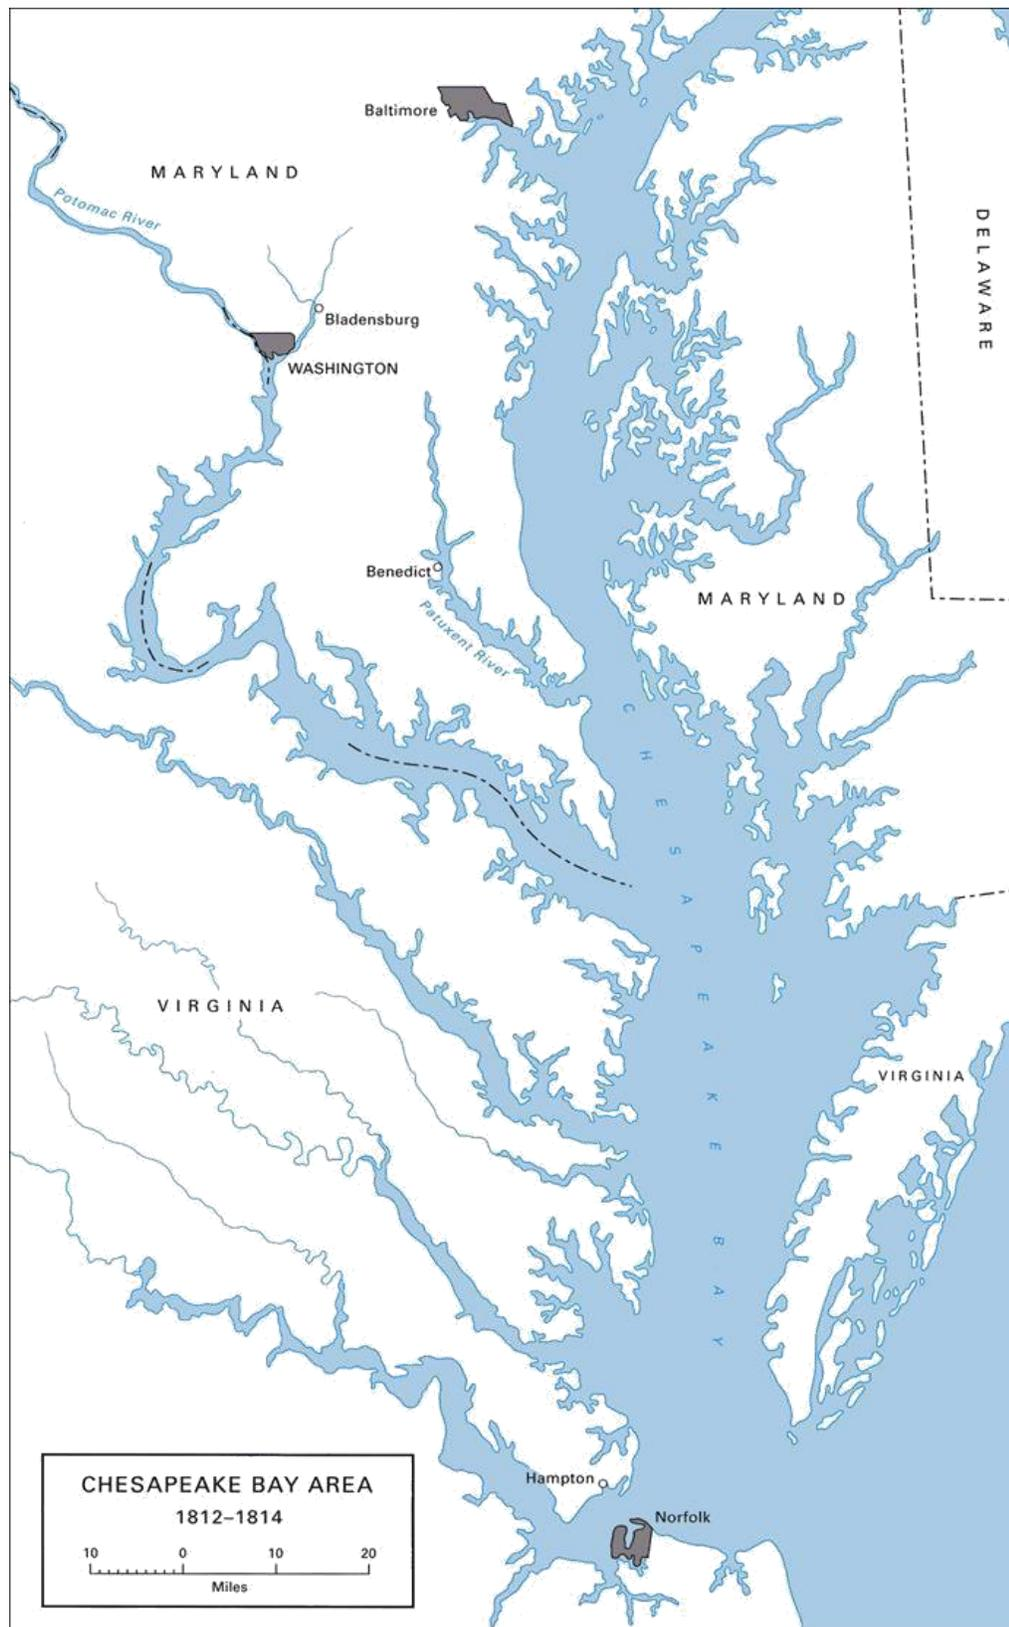 Baltimore
MARYLAND
Potomac River
DELAWARE
Bladensburg
WASHINGTON
Benedict
Patuxent River
MARYLAND
CHESAPEAKE BAY
VIRGINIA
VIRGINIA
Hampton
Norfolk
CHESAPEAKE BAY AREA
1812–1814
10 0 10 20
Miles